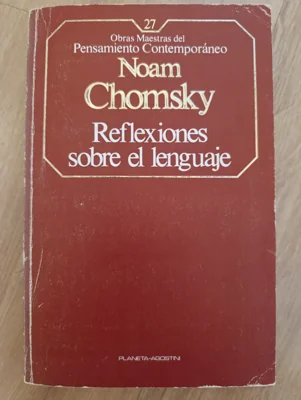 27
Obras Maestras del
Pensamiento Contemporáneo
Noam
Chomsky
Reflexiones
sobre el lenguaje
PLANETA-AGOSTINI